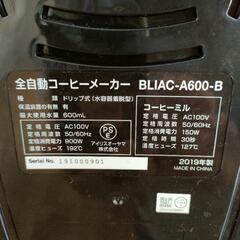 全自動コーヒーメーカー BLIAC-A600-B
種類 ドリップ式(水容器着脱型)
保温装置の有無 有
最大使用水量 600mL
定格電圧 AC100V
定格周波数 50/60Hz
定格消費電力 900W
温度ヒューズ 192℃
PSE
アイリスオーヤマ
株式会社
コーヒーミル
定格電圧 AC100V
定格周波数 50/60Hz
定格消費電力 150W
定格時間 30秒
温度ヒューズ 127℃
Serial No. 191000901
2019年製
MADE IN CHINA